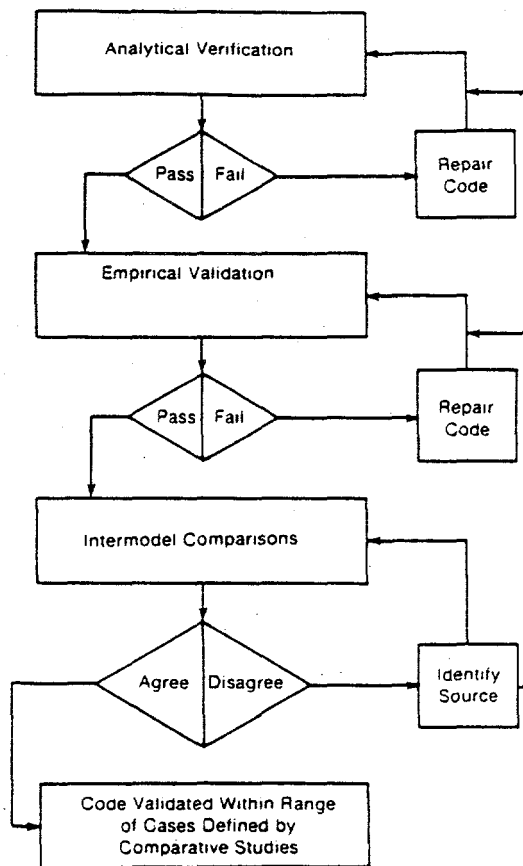 Analytical Verification
Pass
Fail
Repair
Code
Empirical Validation
Pass
Fail
Repair
Code
Intermodel Comparisons
Agree
Disagree
Identify
Source
Code Validated Within Range
of Cases Defined by
Comparative Studies